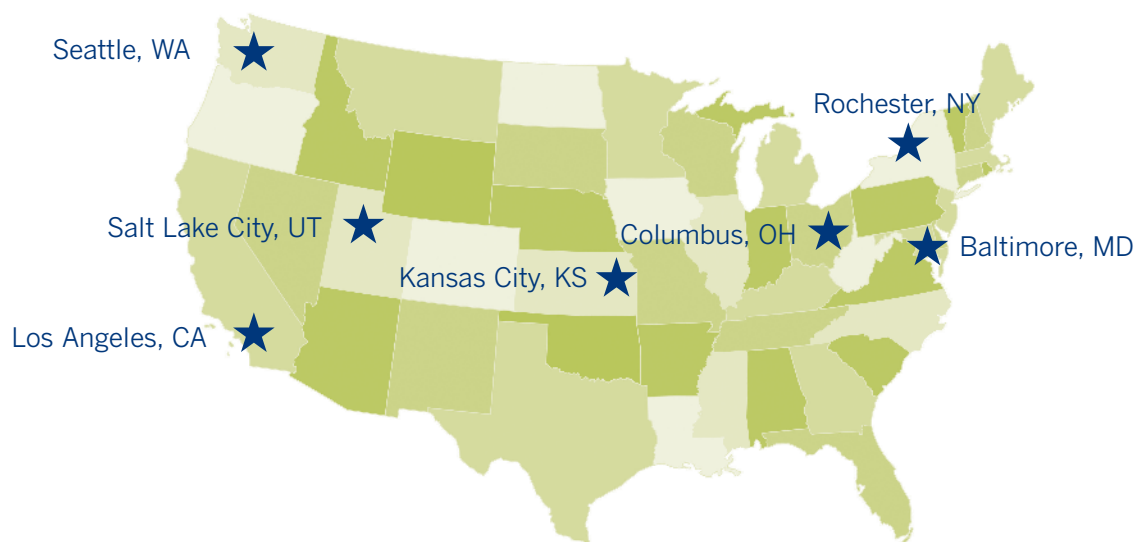 Seattle, WA
Rochester, NY
Salt Lake City, UT
Columbus, OH
Baltimore, MD
Kansas City, KS
Los Angeles, CA